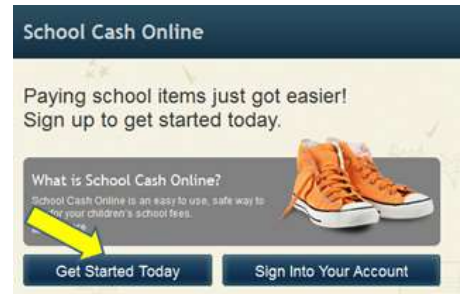 School Cash Online
Paying school items just got easier!
Sign up to get started today.
What is School Cash Online?
School Cash Online is an easy to use, safe way to
for your children's school fees.
Get Started Today
Sign Into Your Account